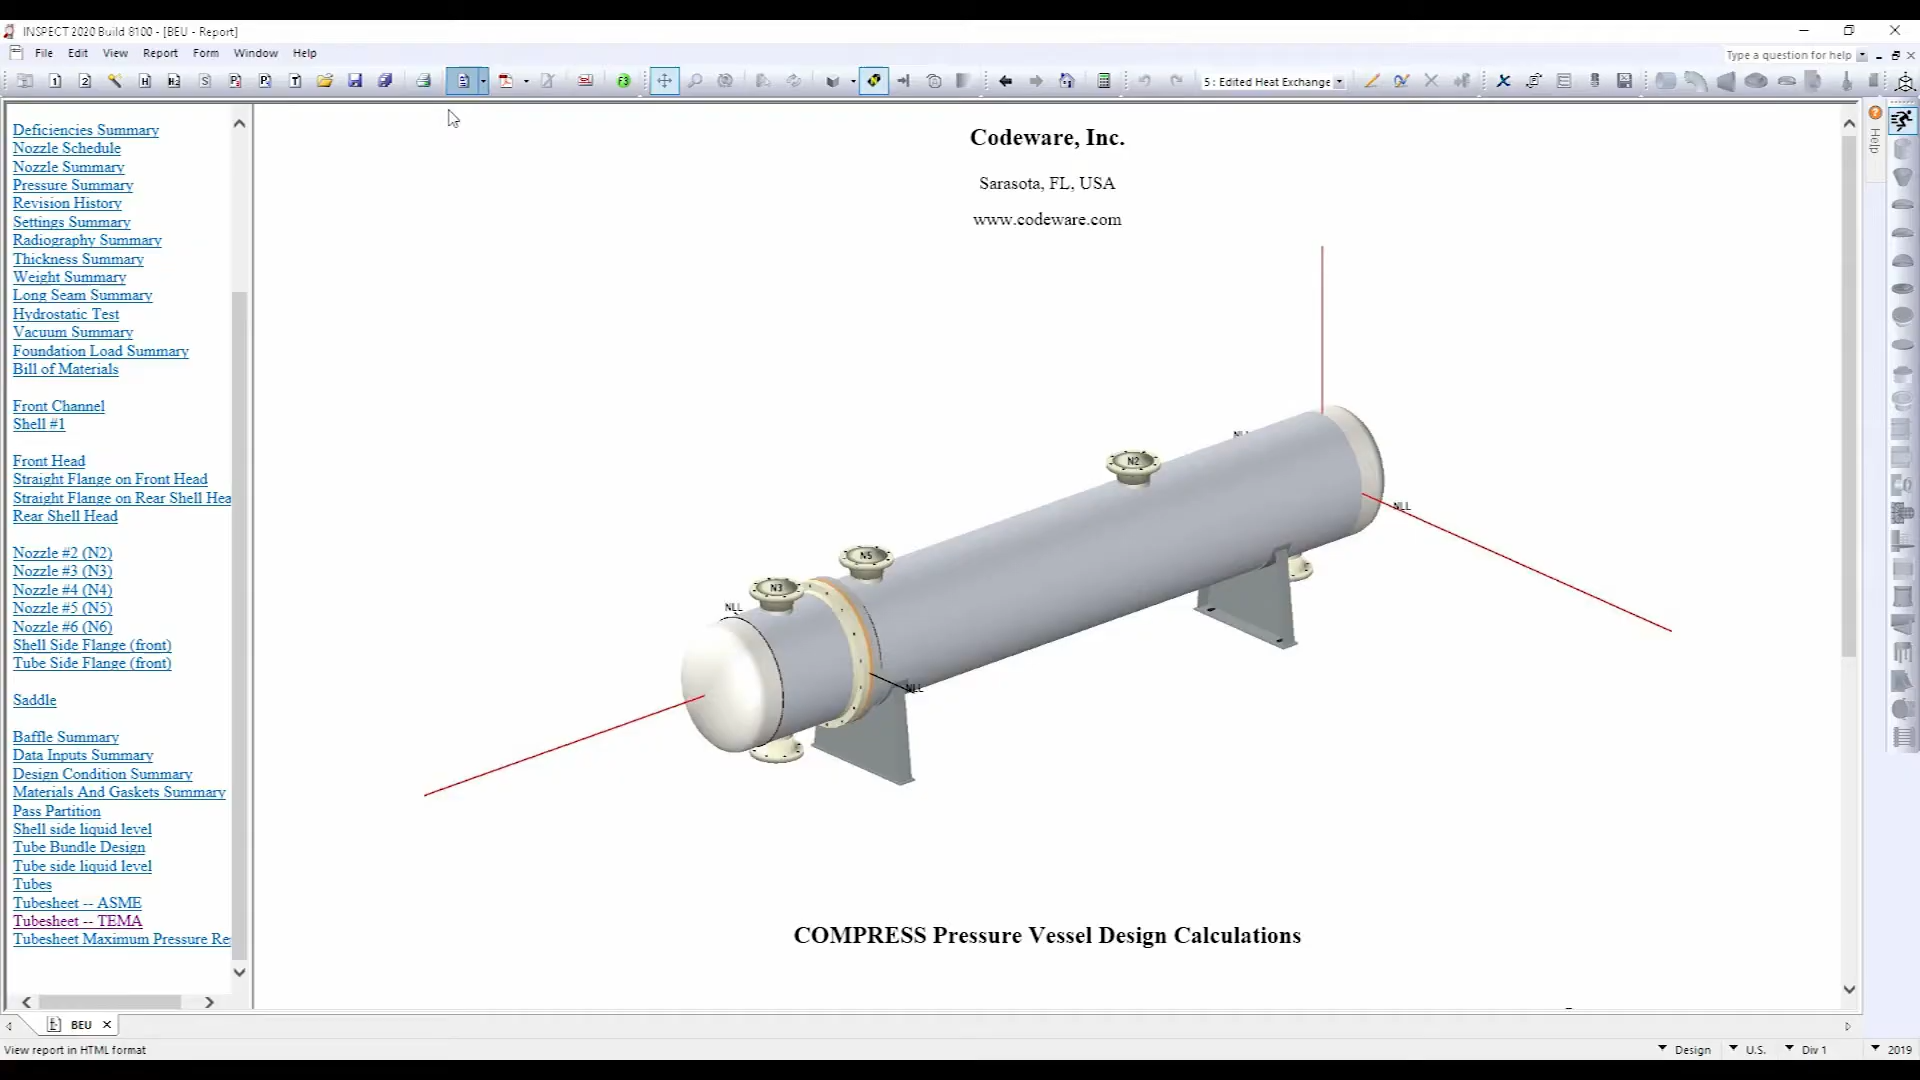 INSPECT 2020 Build 8100 - [BEU - Report]
File Edit View Report Form Window Help
Type a question for help
5 : Edited Heat Exchange
Help
Deficiencies Summary
Nozzle Schedule
Nozzle Summary
Pressure Summary
Revision History
Settings Summary
Radiography Summary
Thickness Summary
Weight Summary
Long Seam Summary
Hydrostatic Test
Vacuum Summary
Foundation Load Summary
Bill of Materials
Front Channel
Shell #1
Front Head
Straight Flange on Front Head
Straight Flange on Rear Shell Hea
Rear Shell Head
Nozzle #2 (N2)
Nozzle #3 (N3)
Nozzle #4 (N4)
Nozzle #5 (N5)
Nozzle #6 (N6)
Shell Side Flange (front)
Tube Side Flange (front)
Saddle
Baffle Summary
Data Inputs Summary
Design Condition Summary
Materials And Gaskets Summary
Pass Partition
Shell side liquid level
Tube Bundle Design
Tube side liquid level
Tubes
Tubesheet -- ASME
Tubesheet -- TEMA
Tubesheet Maximum Pressure Re
Codeware, Inc.
Sarasota, FL, USA
www.codeware.com
N2
NLL
N5
N3
NLL
NLL
COMPRESS Pressure Vessel Design Calculations
BEU
View report in HTML format
Design U.S. Div 1 2019